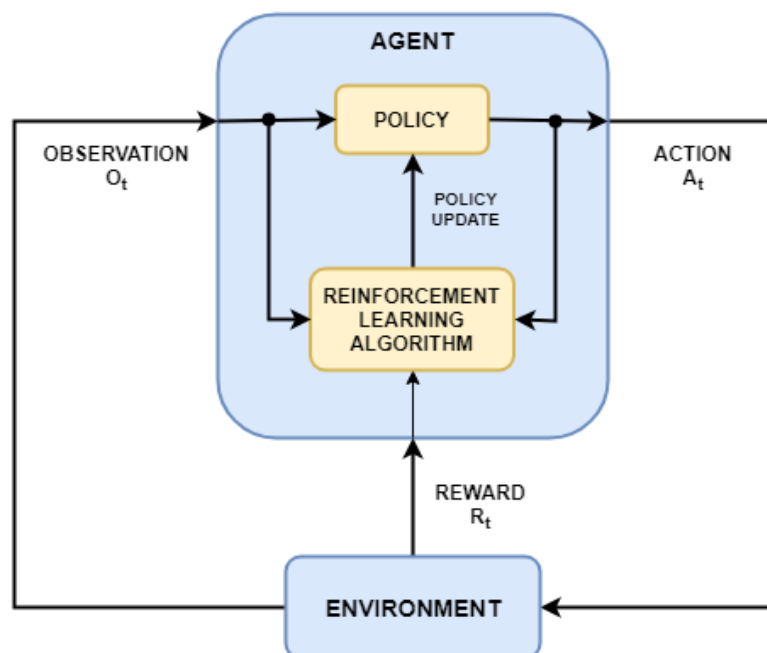 AGENT
POLICY
OBSERVATION
Oₜ
ACTION
Aₜ
POLICY
UPDATE
REINFORCEMENT
LEARNING
ALGORITHM
REWARD
Rₜ
ENVIRONMENT